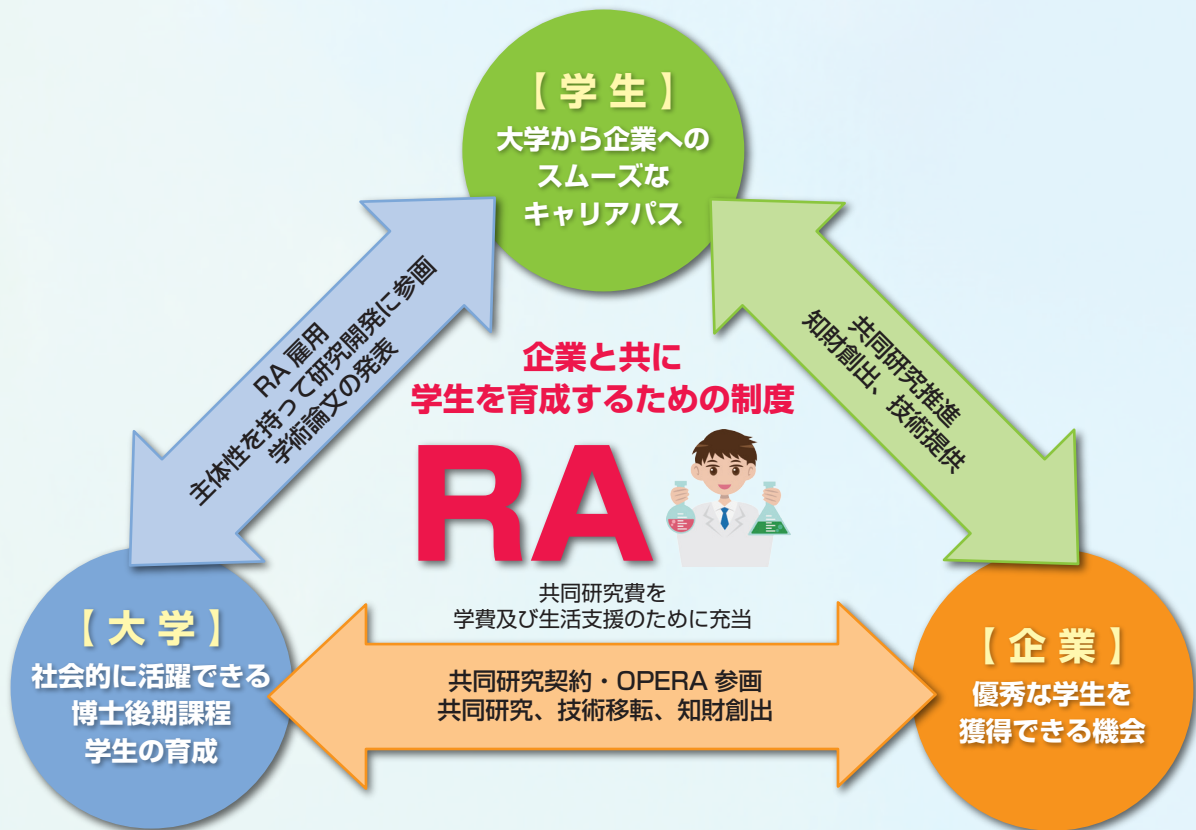 【 学 生 】
大学から企業への
スムーズな
キャリアパス
RA 雇用
主体性を持って研究開発に参画
学術論文の発表
共同研究推進
知財創出、技術提供
企業と共に
学生を育成するための制度
RA
共同研究費を
学費及び生活支援のために充当
【 大 学 】
社会的に活躍できる
博士後期課程
学生の育成
共同研究契約・OPERA 参画
共同研究、技術移転、知財創出
【 企 業 】
優秀な学生を
獲得できる機会